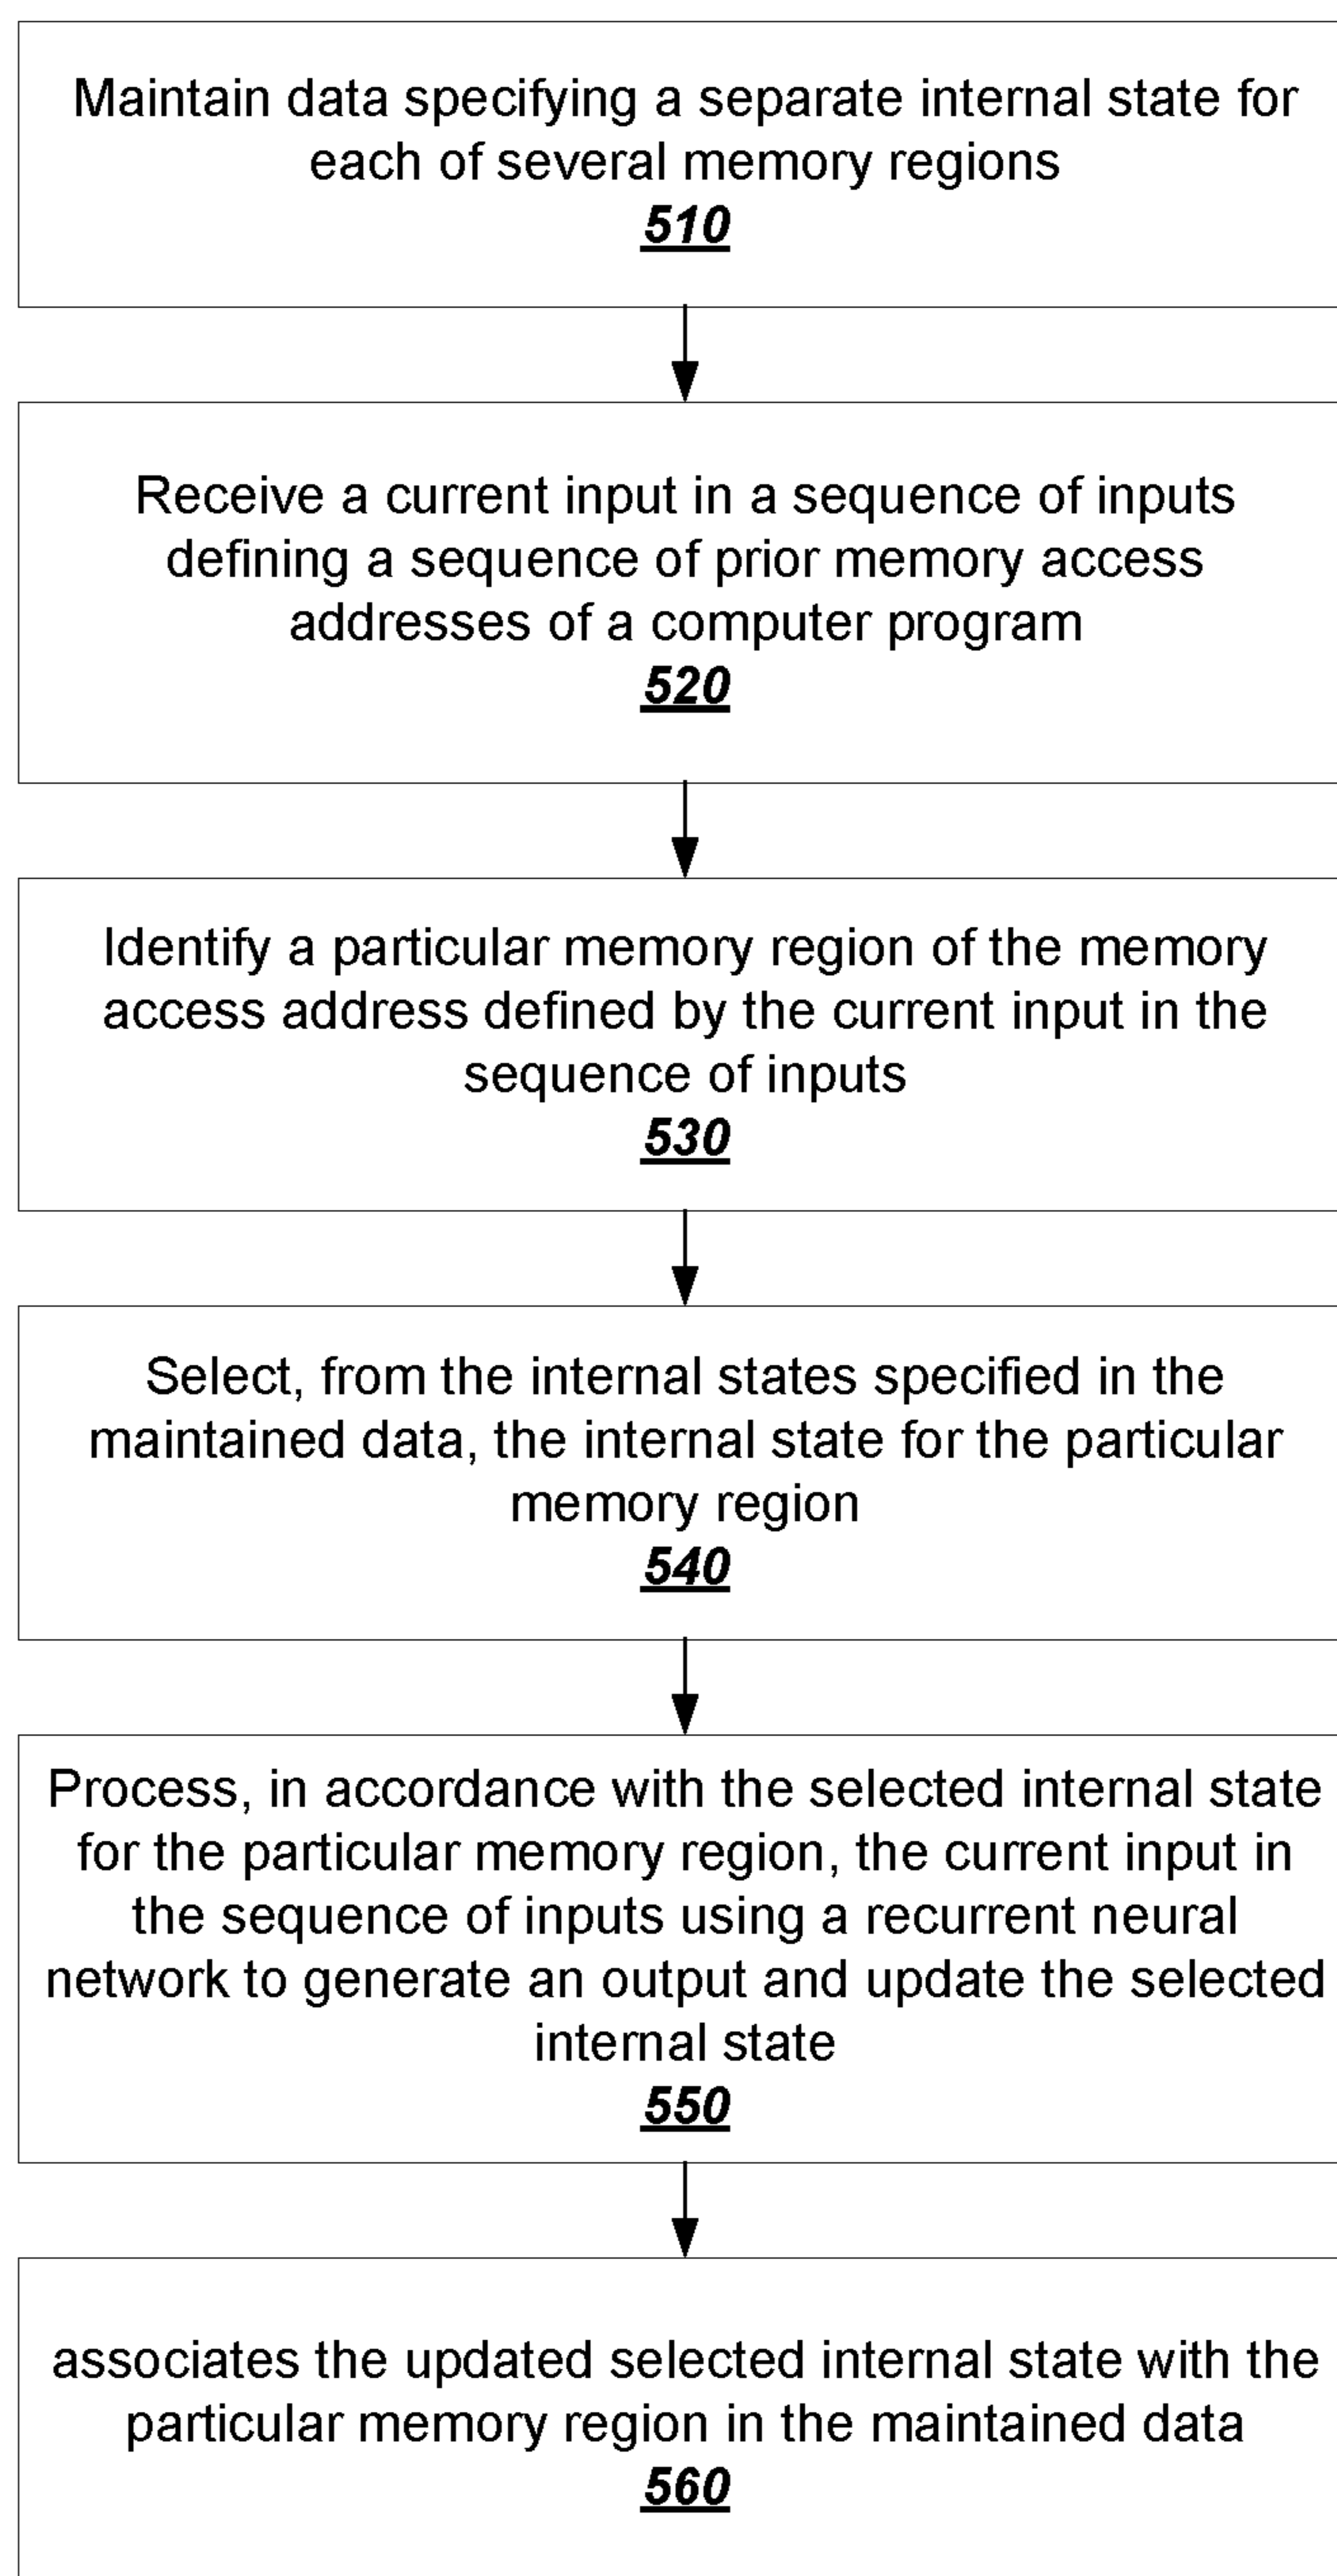 Maintain data specifying a separate internal state for
each of several memory regions
510
Receive a current input in a sequence of inputs
defining a sequence of prior memory access
addresses of a computer program
520
Identify a particular memory region of the memory
access address defined by the current input in the
sequence of inputs
530
Select, from the internal states specified in the
maintained data, the internal state for the particular
memory region
540
Process, in accordance with the selected internal state
for the particular memory region, the current input in
the sequence of inputs using a recurrent neural
network to generate an output and update the selected
internal state
550
associates the updated selected internal state with the
particular memory region in the maintained data
560